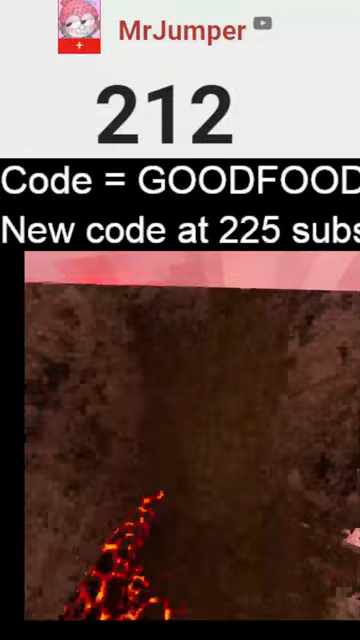 MrJumper
212
Code = GOODFOOD
New code at 225 subs